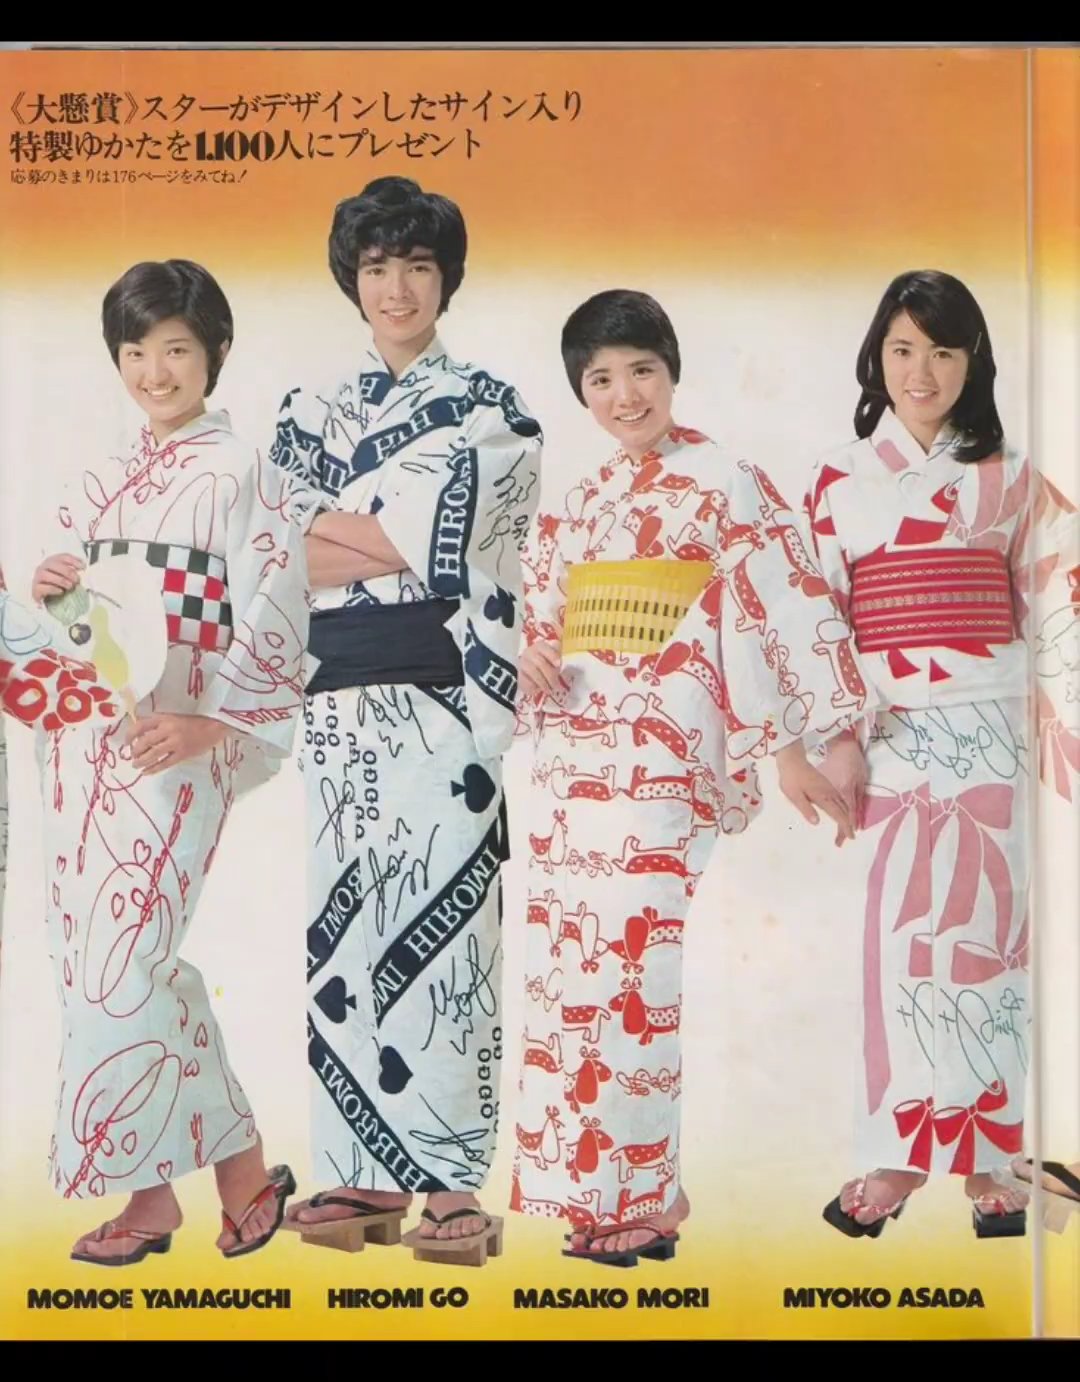 《大懸賞》スターがデザインしたサイン入り
特製ゆかたを1,100人にプレゼント
応募のきまりは176ページをみてね!
HIROMI
HIROMI
HIROMI
HIROMI
MOMOE YAMAGUCHI
HIROMI GO
MASAKO MORI
MIYOKO ASADA